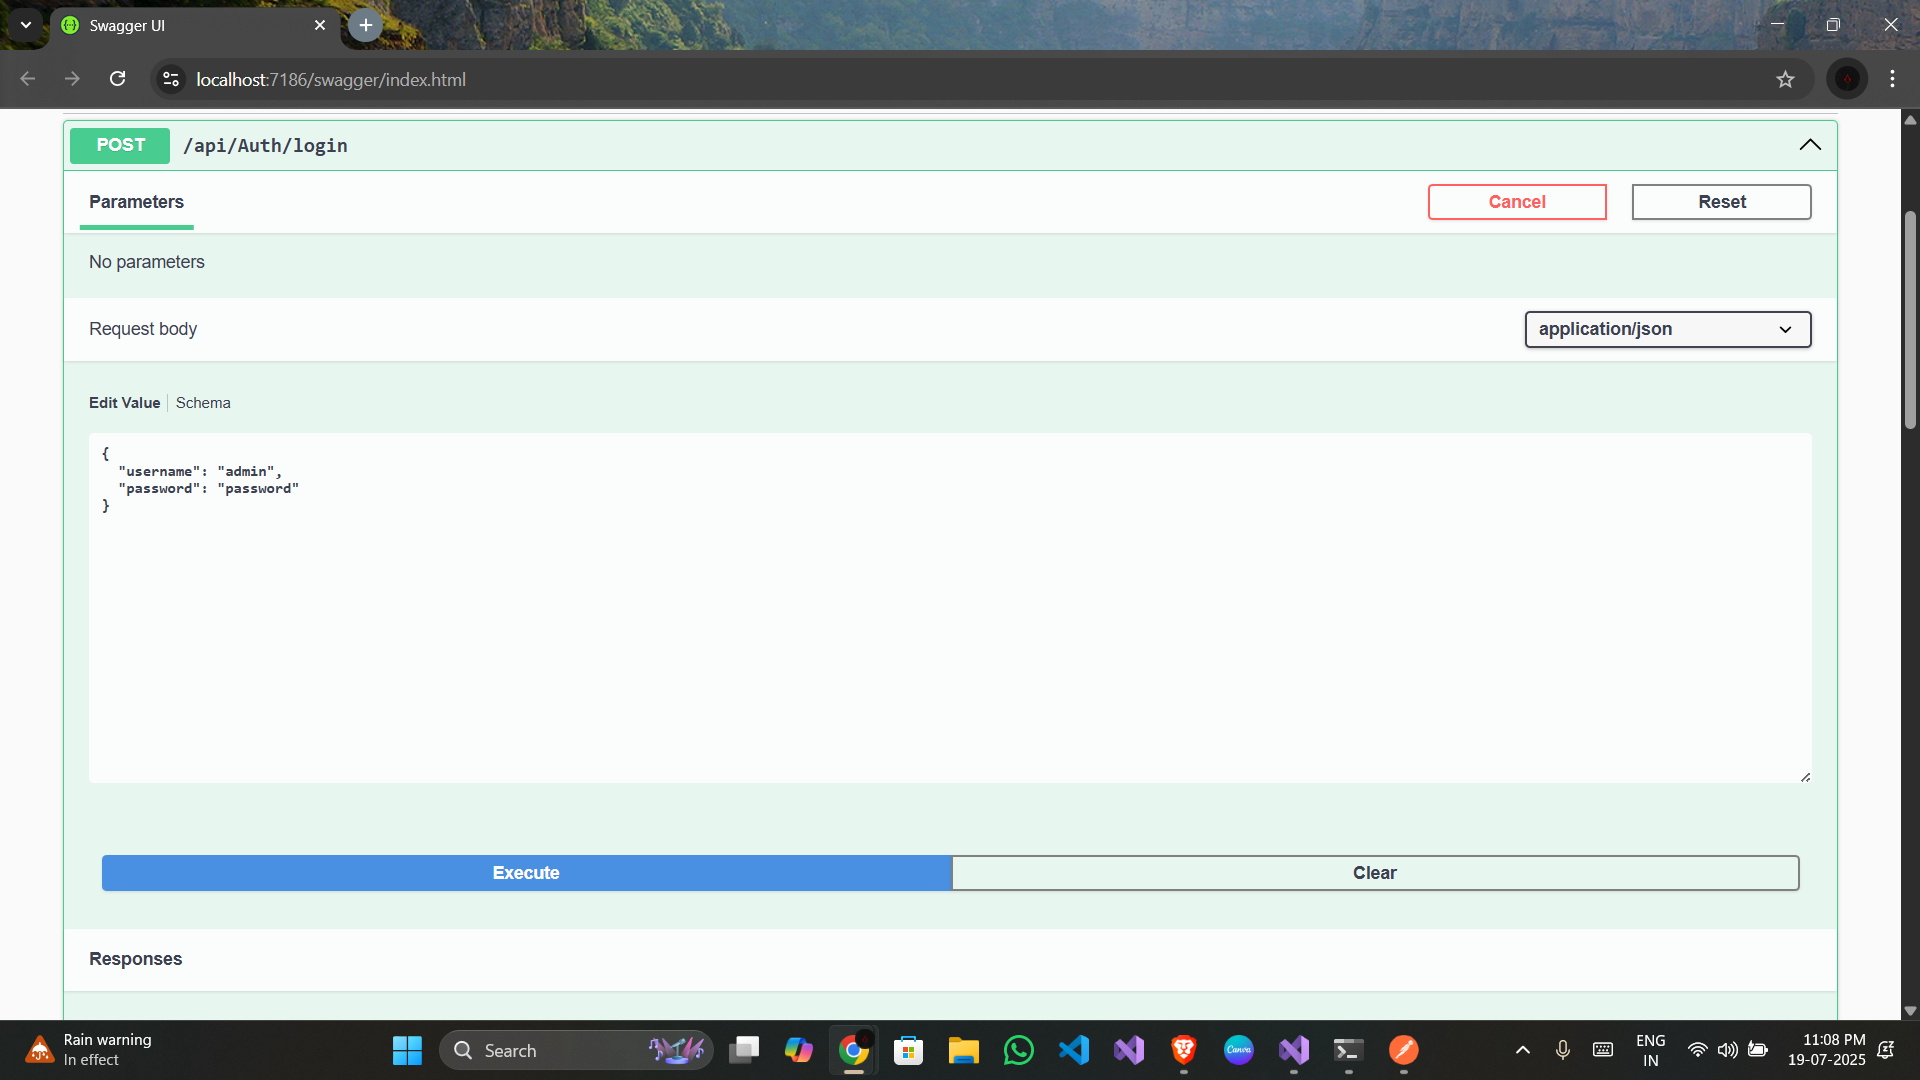 Swagger UI
localhost:7186/swagger/index.html
POST /api/Auth/login
Parameters
Cancel
Reset
No parameters
Request body
application/json
Edit Value
Schema
{
"username": "admin",
"password": "password"
}
Execute
Clear
Responses
Rain warning
In effect
Search
Canva
ENG
IN
11:08 PM
19-07-2025